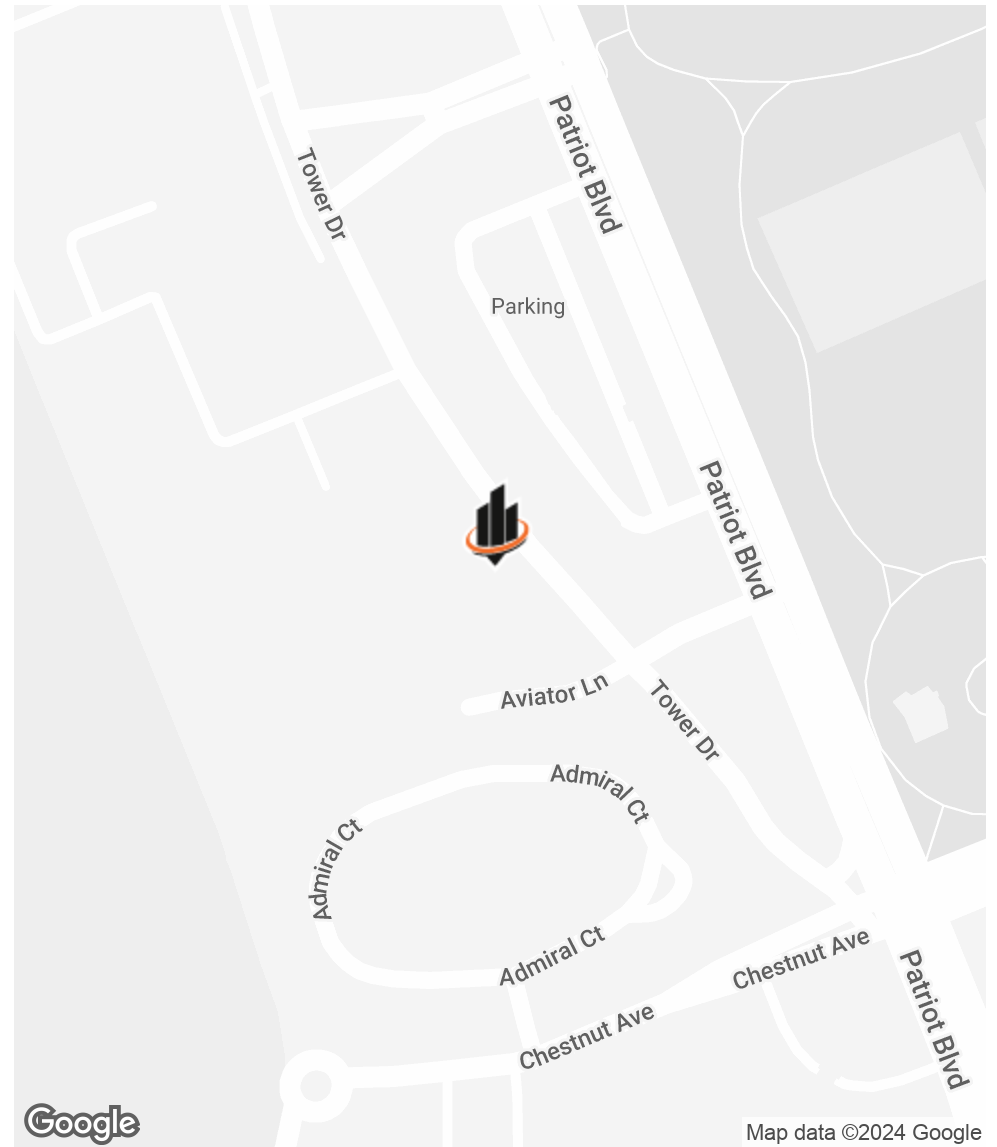 Patriot Blvd
Tower Dr
Parking
Patriot Blvd
Aviator Ln
Tower Dr
Admiral Ct
Admiral Ct
Admiral Ct
Chestnut Ave
Patriot Blvd
Chestnut Ave
Google
Map data ©2024 Google